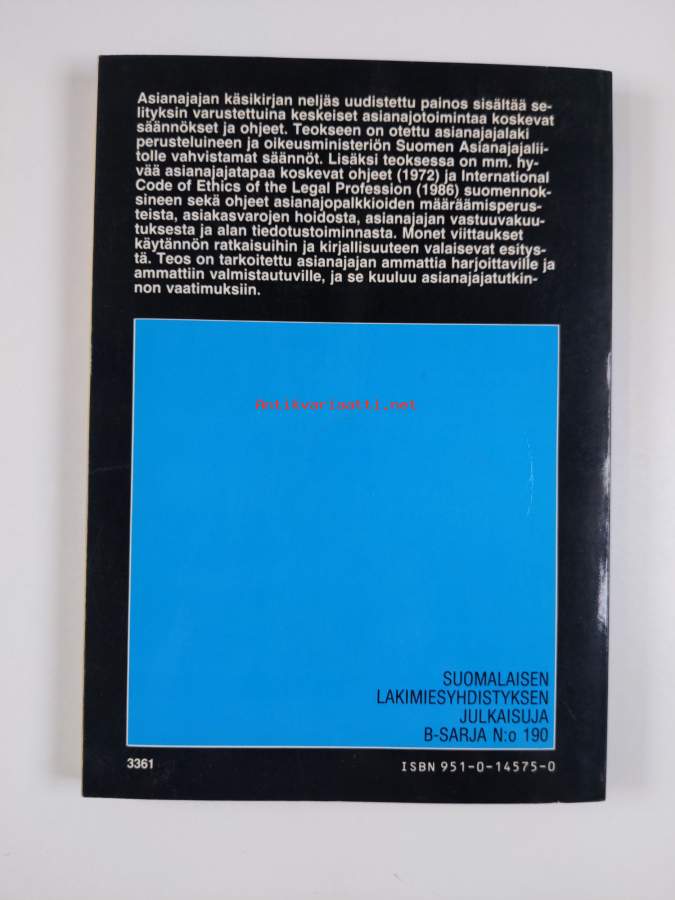 Asianajajan käsikirjan neljäs uudistettu painos sisältää se-
lityksin varustettuina keskeiset asianajotoimintaa koskevat
säännökset ja ohjeet. Teokseen on otettu asianajajalaki
perusteluineen ja oikeusministeriön Suomen Asianajajalii-
tolle vahvistamat säännöt. Lisäksi teoksessa on mm. hy-
vää asianajajatapaa koskevat ohjeet (1972) ja International
Code of Ethics of the Legal Profession (1986) suomennok-
sineen sekä ohjeet asianajopalkkioiden määräämisperus-
teista, asiakasvarojen hoidosta, asianajajan vastuuvakuu-
tuksesta ja alan tiedotustoiminnasta. Monet viittaukset
käytännön ratkaisuihin ja kirjallisuuteen valaisevat esitys-
tä. Teos on tarkoitettu asianajajan ammattia harjoittaville ja
ammattiin valmistautuville, ja se kuuluu asianajajatutkin-
non vaatimuksiin.
Antikvariaatti.net
SUOMALAISEN
LAKIMIESYHDISTYKSEN
JULKAISUJA
B-SARJA N:o 190
3361
ISBN 951-0-14575-0